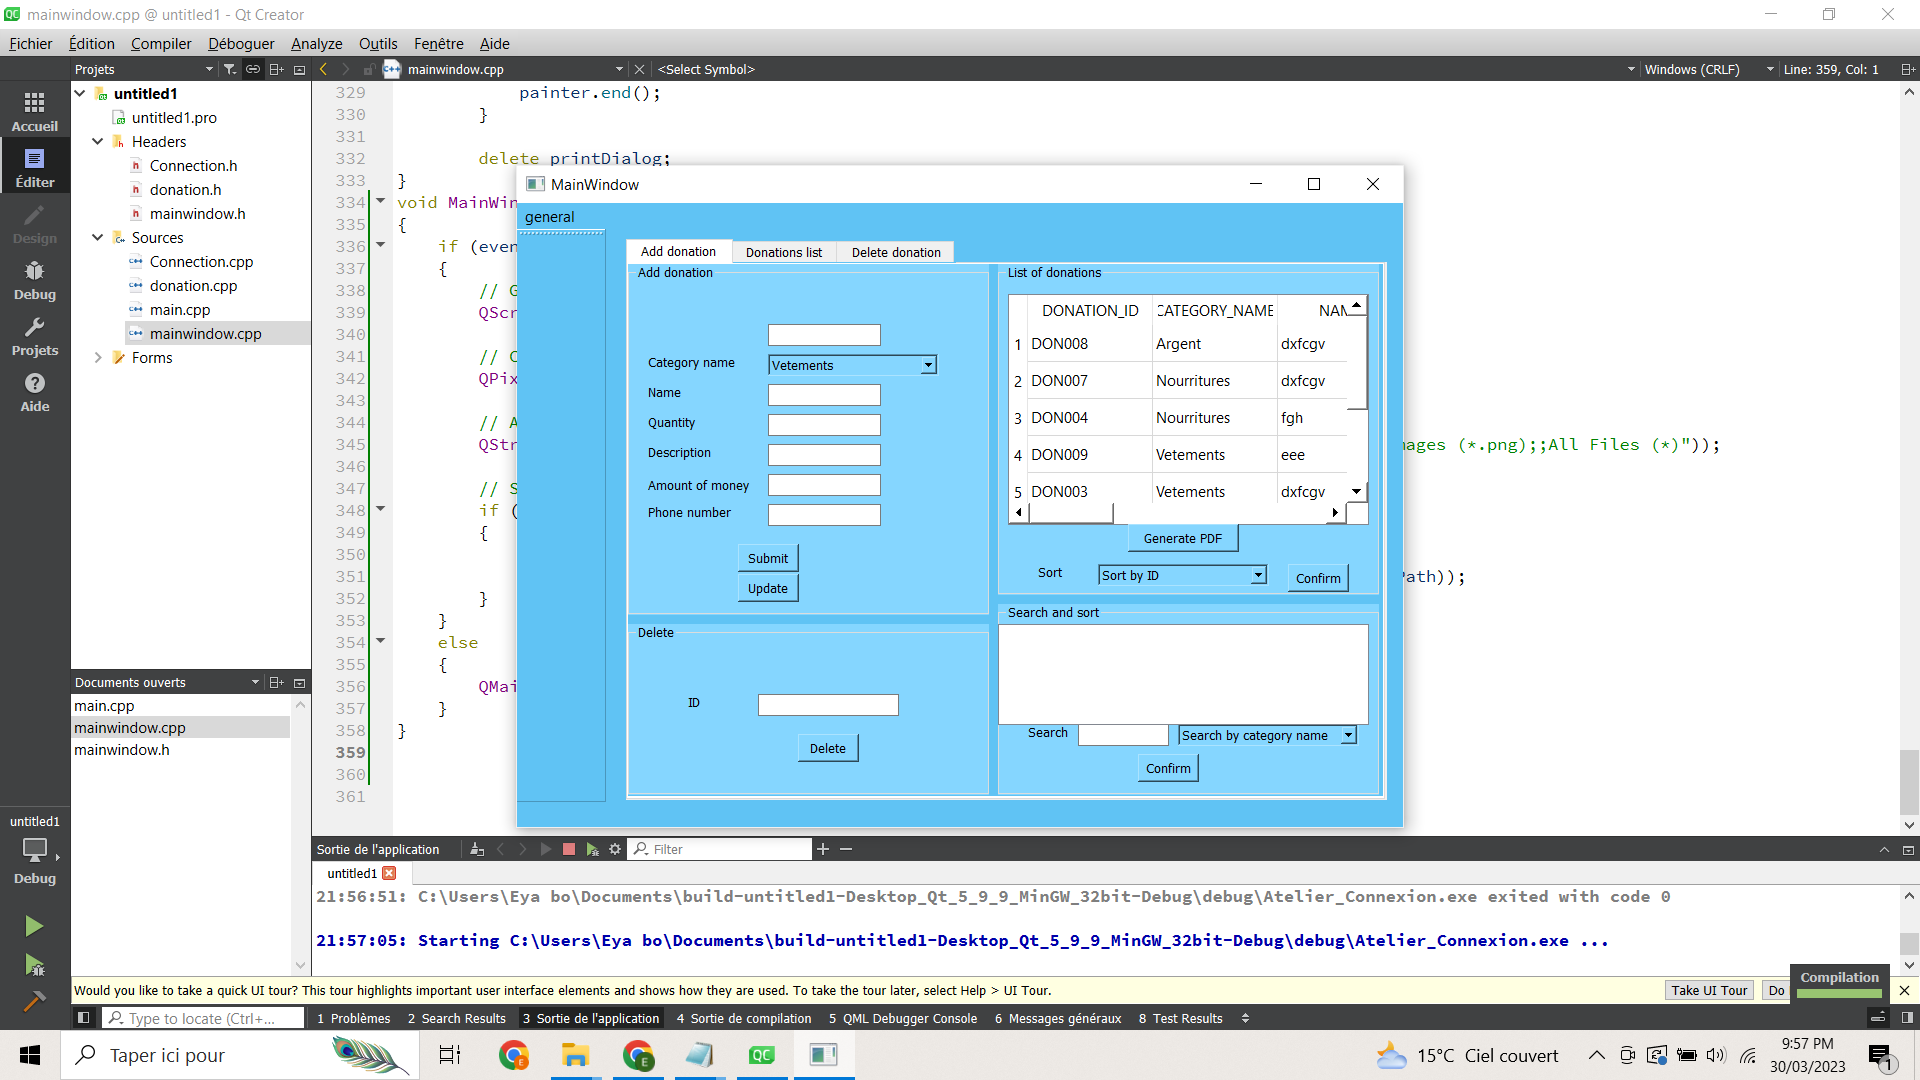 mainwindow.cpp @ untitled1 - Qt Creator
Fichier Édition Compiler Déboguer Analyze Outils Fenêtre Aide
Projets
mainwindow.cpp
<Select Symbol>
Windows (CRLF)
Line: 359, Col: 1
Accueil
Éditer
Design
Debug
Projets
Aide
untitled1
Debug
untitled1
untitled1.pro
Headers
Connection.h
donation.h
mainwindow.h
Sources
Connection.cpp
donation.cpp
main.cpp
mainwindow.cpp
Forms
Documents ouverts
main.cpp
mainwindow.cpp
mainwindow.h
329 painter.end();
330 }
331
332 delete printDialog;
333 }
334 void MainWin
335 {
336 if (even
337 {
338 // G
339 QScr
340
341 // C
342 QPix
343
344 // A
345 QStr mages (*.png);;All Files (*)"));
346
347 // S
348 if (
349 {
350
351 Path));
352 }
353 }
354 else
355 {
356 QMai
357 }
358 }
359
360
361
MainWindow
general
Add donation
Donations list
Delete donation
Add donation
Category name
Vetements
Name
Quantity
Description
Amount of money
Phone number
Submit
Update
Delete
ID
Delete
List of donations
DONATION_ID CATEGORY_NAME NAM
1 DON008 Argent dxfcgv
2 DON007 Nourritures dxfcgv
3 DON004 Nourritures fgh
4 DON009 Vetements eee
5 DON003 Vetements dxfcgv
Generate PDF
Sort
Sort by ID
Confirm
Search and sort
Search
Search by category name
Confirm
Sortie de l'application
Filter
untitled1
21:56:51: C:\Users\Eya bo\Documents\build-untitled1-Desktop_Qt_5_9_9_MinGW_32bit-Debug\debug\Atelier_Connexion.exe exited with code 0
21:57:05: Starting C:\Users\Eya bo\Documents\build-untitled1-Desktop_Qt_5_9_9_MinGW_32bit-Debug\debug\Atelier_Connexion.exe ...
Would you like to take a quick UI tour? This tour highlights important user interface elements and shows how they are used. To take the tour later, select Help > UI Tour.
Take UI Tour
Do
Compilation
Type to locate (Ctrl+...
1 Problèmes
2 Search Results
3 Sortie de l'application
4 Sortie de compilation
5 QML Debugger Console
6 Messages généraux
8 Test Results
Taper ici pour
15°C Ciel couvert
9:57 PM
30/03/2023
1